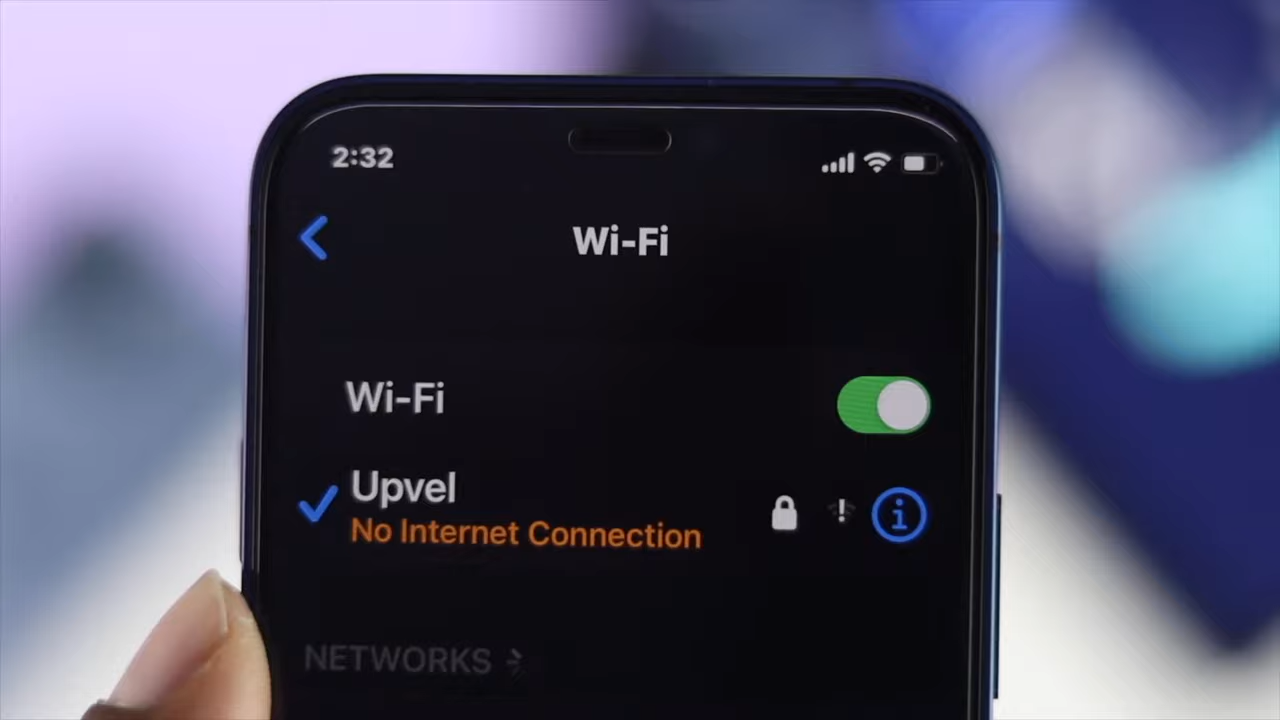 2:32
Wi-Fi
Wi-Fi
Upvel
No Internet Connection
NETWORKS